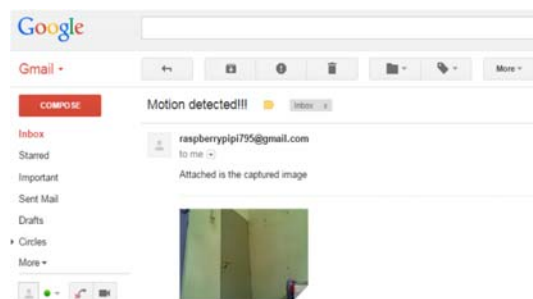 Google
Gmail
More
COMPOSE
Motion detected!!!
Inbox x
Inbox
Starred
Important
Sent Mail
Drafts
Circles
More
raspberrypipi795@gmail.com
to me
Attached is the captured image